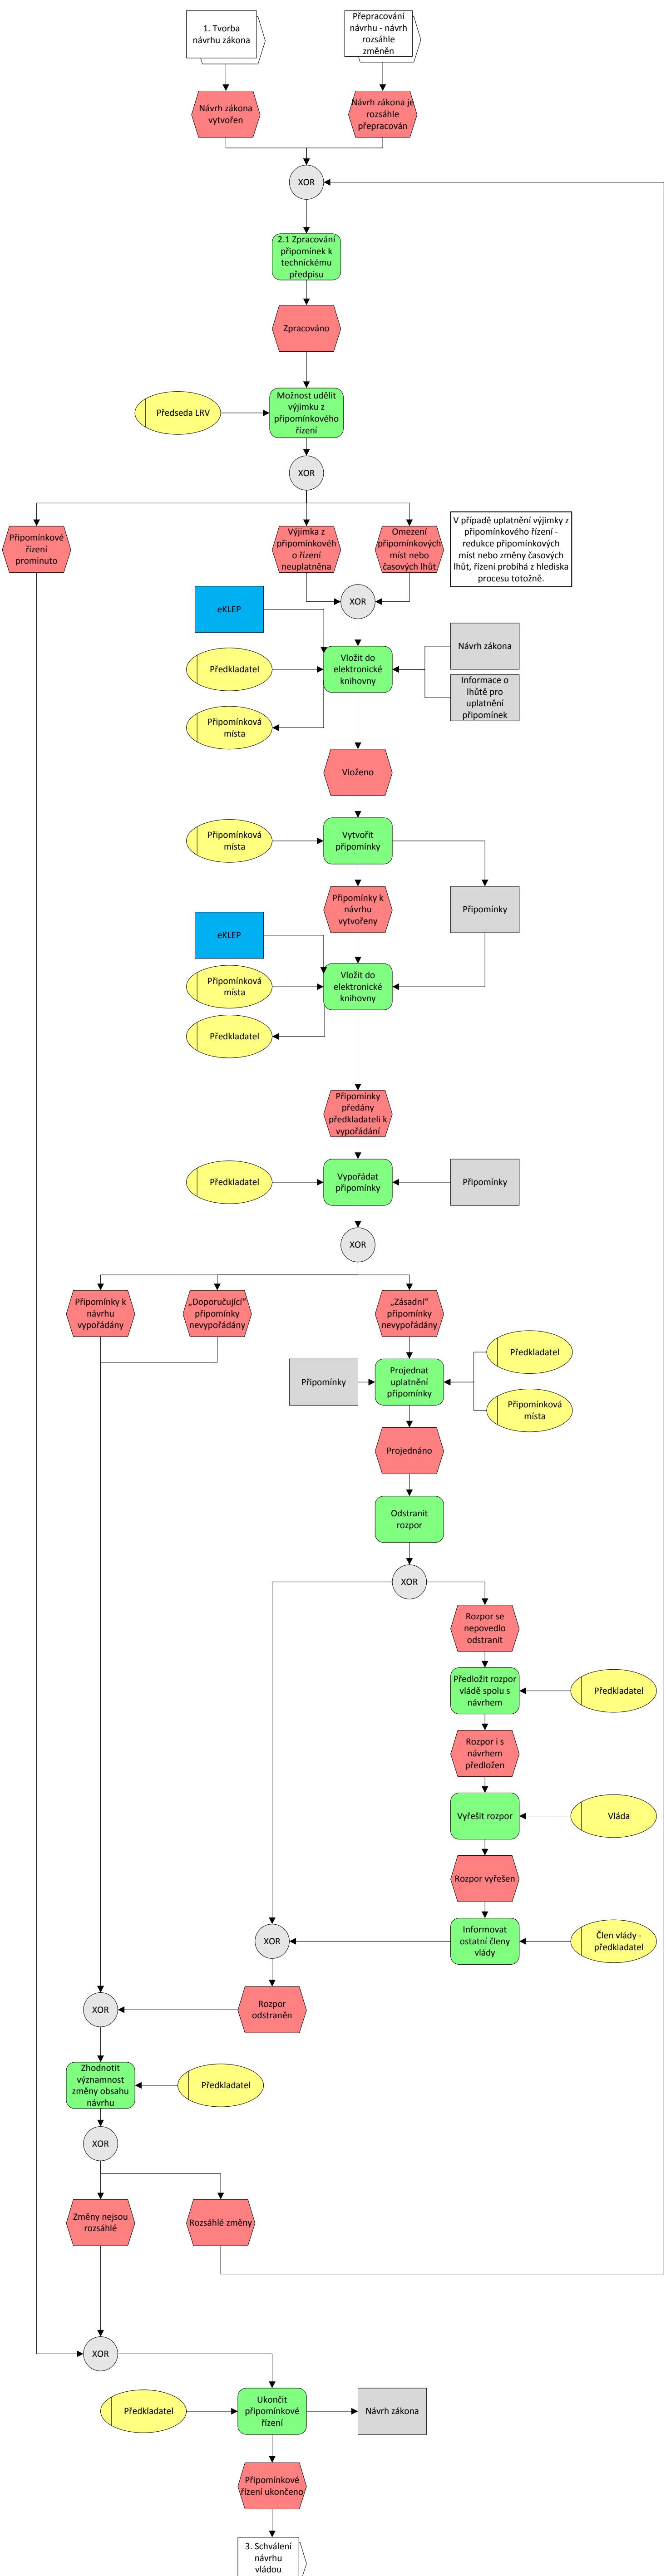 1. Tvorba
návrhu zákona
Přepracování
návrhu - návrh
rozsáhle
změněn
Návrh zákona
vytvořen
Návrh zákona je
rozsáhle
přepracován
XOR
2.1 Zpracování
připomínek k
technickému
předpisu
Zpracováno
Předseda LRV
Možnost udělit
výjimku z
připomínkového
řízení
XOR
Připomínkové
řízení
prominuto
Výjimka z
připomínkovéh
o řízení
neuplatněna
Omezení
připomínkových
míst nebo
časových lhůt
V případě uplatnění výjimky z
připomínkového řízení -
redukce připomínkových
míst nebo změny časových
lhůt, řízení probíhá z hlediska
procesu totožně.
XOR
eKLEP
Předkladatel
Vložit do
elektronické
knihovny
Návrh zákona
Informace o
lhůtě pro
uplatnění
připomínek
Připomínková
místa
Vloženo
Připomínková
místa
Vytvořit
připomínky
Připomínky k
návrhu
vytvořeny
Připomínky
eKLEP
Připomínková
místa
Vložit do
elektronické
knihovny
Předkladatel
Připomínky
předány
předkladateli k
vypořádání
Předkladatel
Vypořádat
připomínky
Připomínky
XOR
Připomínky k
návrhu
vypořádány
„Doporučující“
připomínky
nevypořádány
„Zásadní“
připomínky
nevypořádány
Připomínky
Projednat
uplatnění
připomínky
Předkladatel
Připomínková
místa
Projednáno
Odstranit
rozpor
XOR
Rozpor se
nepovedlo
odstranit
Předložit rozpor
vládě spolu s
návrhem
Předkladatel
Rozpor i s
návrhem
předložen
Vyřešit rozpor
Vláda
Rozpor vyřešen
XOR
Informovat
ostatní členy
vlády
Člen vlády -
předkladatel
XOR
Rozpor
odstraněn
Zhodnotit
významnost
změny obsahu
návrhu
Předkladatel
XOR
Změny nejsou
rozsáhlé
Rozsáhlé změny
XOR
Předkladatel
Ukončit
připomínkové
řízení
Návrh zákona
Připomínkové
řízení ukončeno
3. Schválení
návrhu
vládou